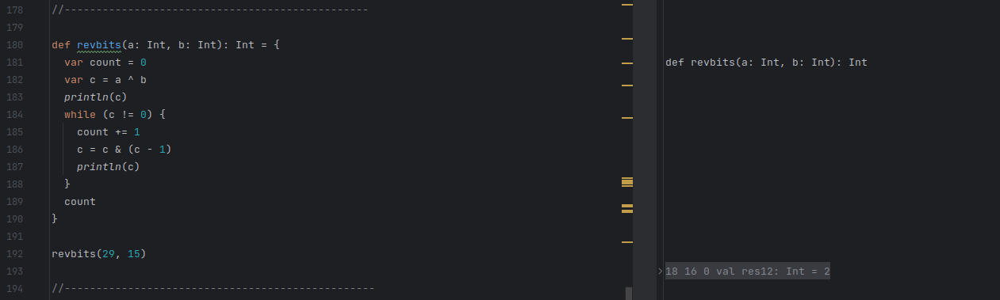 178 //------------------------------------------------
179
180 def revbits(a: Int, b: Int): Int = {
181 var count = 0
def revbits(a: Int, b: Int): Int
182 var c = a ^ b
183 println(c)
184 while (c != 0) {
185 count += 1
186 c = c & (c - 1)
187 println(c)
188 }
189 count
190 }
191
192 revbits(29, 15)
193
18 16 0 val res12: Int = 2
194 //-------------------------------------------------